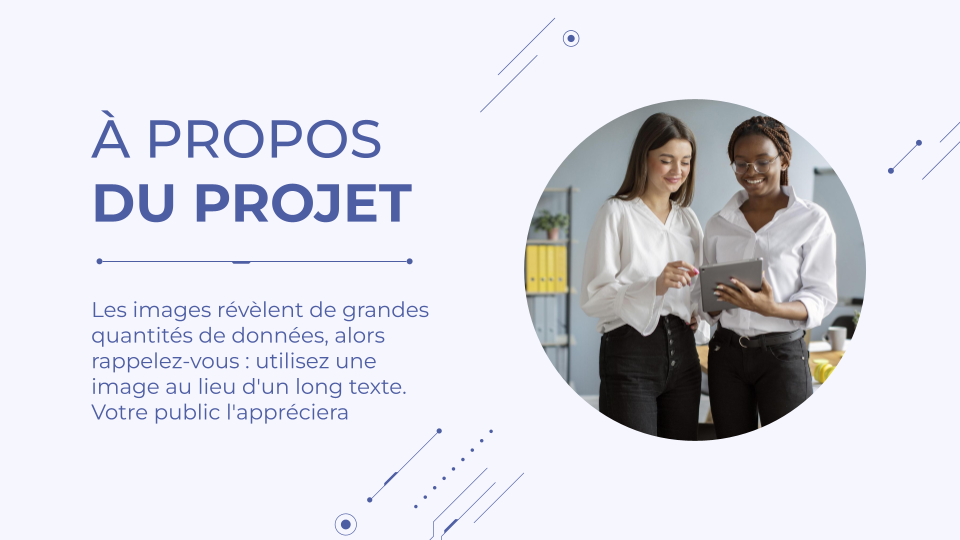 À PROPOS
DU PROJET
Les images révèlent de grandes
quantités de données, alors
rappelez-vous : utilisez une
image au lieu d'un long texte.
Votre public l'appréciera